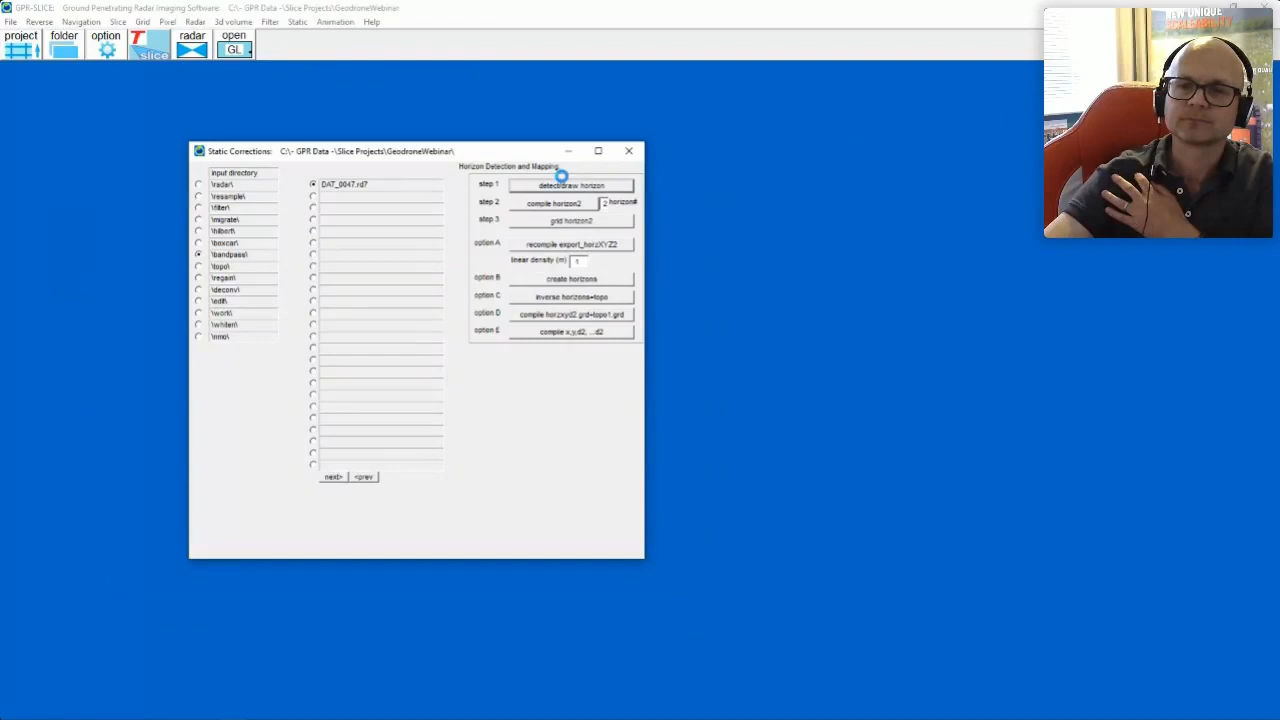 GPR-SLICE: Ground Penetrating Radar Imaging Software: C:\- GPR Data -\Slice Projects\GeodroneWebinar
File Reverse Navigation Slice Grid Pixel Radar 3d volume Filter Static Animation Help
project folder option T slice radar open GL
NEW UNIQUE
SCALEABILITY
Static Corrections: C:\- GPR Data -\Slice Projects\GeodroneWebinar\
input directory
\radar\
\resample\
\filter\
\migrate\
\hilbert\
\boxcar\
\bandpass\
\topo\
\regain\
\deconv\
\edit\
\work\
\whiten\
\nmo\
DAT_0047.rd7
next> <prev
Horizon Detection and Mapping
step 1 detect/draw horizon
step 2 compile horizon2 2 horizon#
step 3 grid horizon2
option A recompile export_horzXYZ2
linear density (m) 1
option B create horizons
option C inverse horizons=topo
option D compile horzxyd2.grd=topo1.grd
option E compile x,y,d2, ...d2